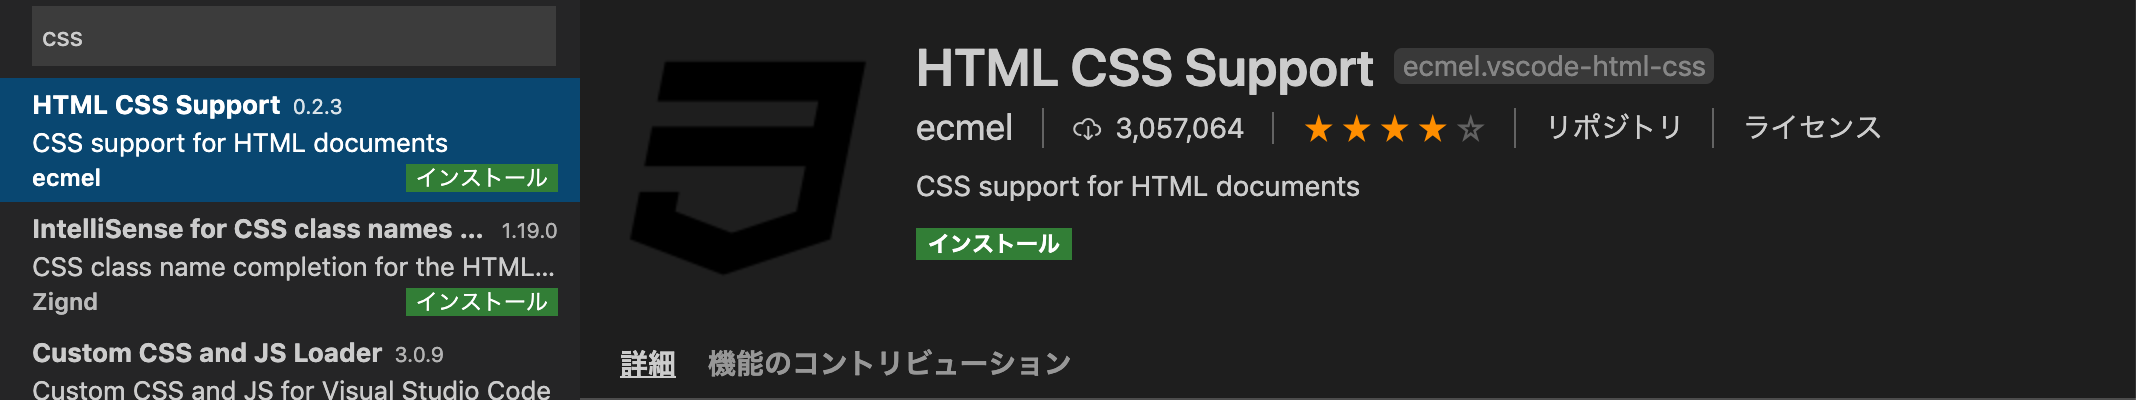 css
HTML CSS Support 0.2.3
CSS support for HTML documents
ecmel インストール
IntelliSense for CSS class names ... 1.19.0
CSS class name completion for the HTML...
Zignd インストール
Custom CSS and JS Loader 3.0.9
Custom CSS and JS for Visual Studio Code
HTML CSS Support ecmel.vscode-html-css
ecmel 3,057,064 ★★★★☆ リポジトリ ライセンス
CSS support for HTML documents
インストール
詳細 機能のコントリビューション